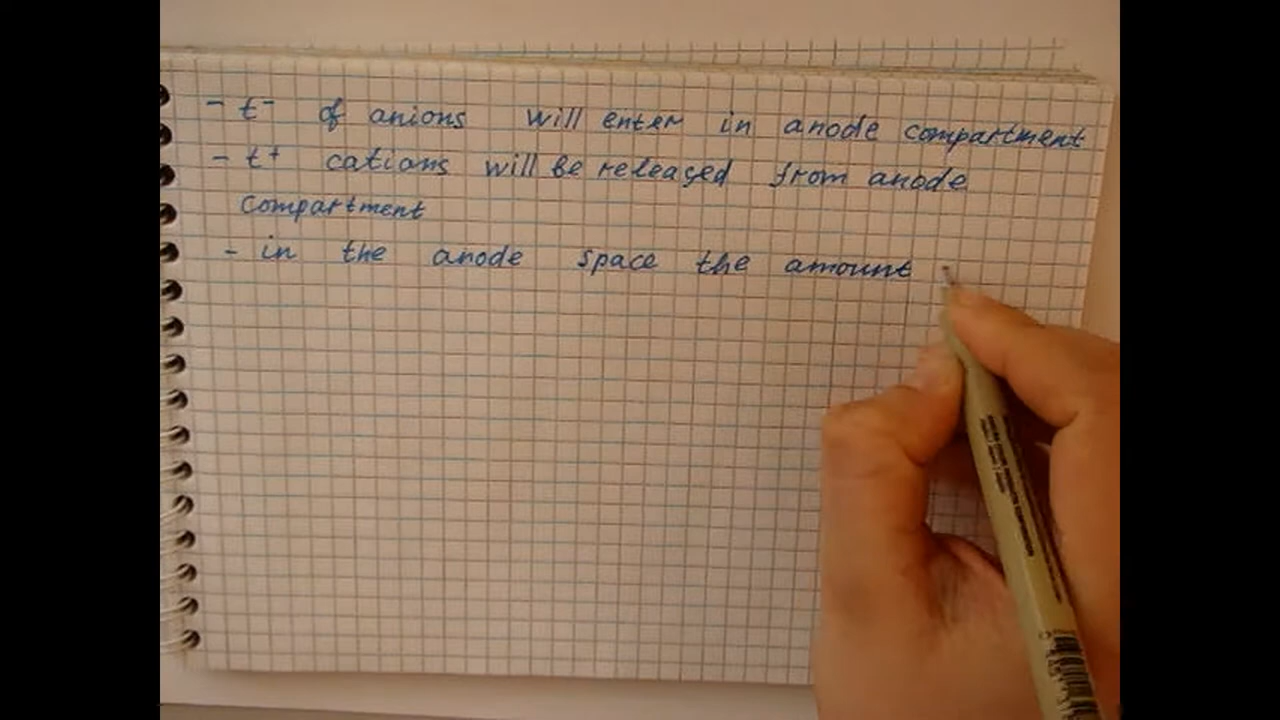 - t⁻ of anions will enter in anode compartment
- t⁺ cations will be released from anode
compartment
- in the anode space the amount